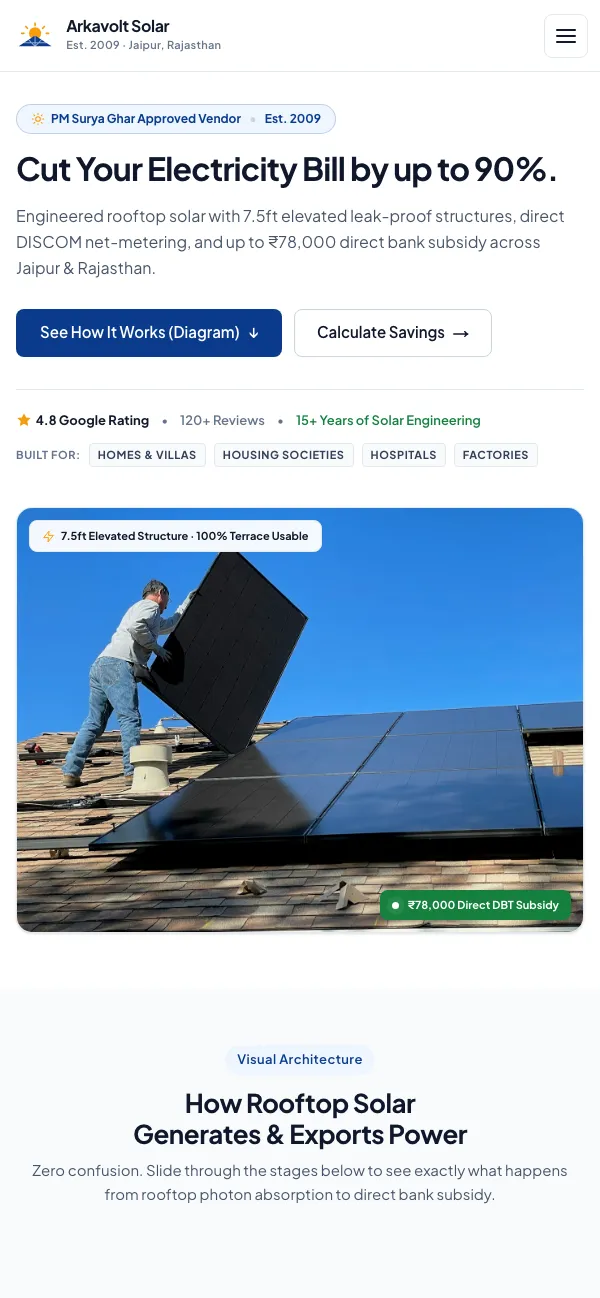 Arkavolt Solar
Est. 2009 · Jaipur, Rajasthan
PM Surya Ghar Approved Vendor • Est. 2009
Cut Your Electricity Bill by up to 90%.
Engineered rooftop solar with 7.5ft elevated leak-proof structures, direct
DISCOM net-metering, and up to ₹78,000 direct bank subsidy across
Jaipur & Rajasthan.
See How It Works (Diagram) ↓
Calculate Savings →
4.8 Google Rating • 120+ Reviews • 15+ Years of Solar Engineering
BUILT FOR: HOMES & VILLAS HOUSING SOCIETIES HOSPITALS FACTORIES
7.5ft Elevated Structure · 100% Terrace Usable
₹78,000 Direct DBT Subsidy
Visual Architecture
How Rooftop Solar
Generates & Exports Power
Zero confusion. Slide through the stages below to see exactly what happens
from rooftop photon absorption to direct bank subsidy.